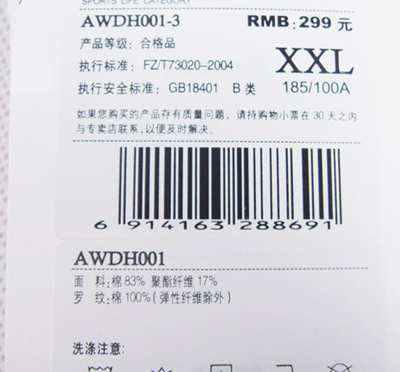 SPORTS LIFE CATEGORY
AWDH001-3 RMB: 299 元
产品等级: 合格品
执行标准: FZ/T73020-2004 XXL
执行安全标准: GB18401 B 类 185/100A
如果您购买的产品存有质量问题, 请持购物小票在 30 天之内
与专卖店联系, 以便及时解决。
6 914163 288691
AWDH001
面 料: 棉 83% 聚酯纤维 17%
罗 纹: 棉 100% (弹性纤维除外)
洗涤注意: